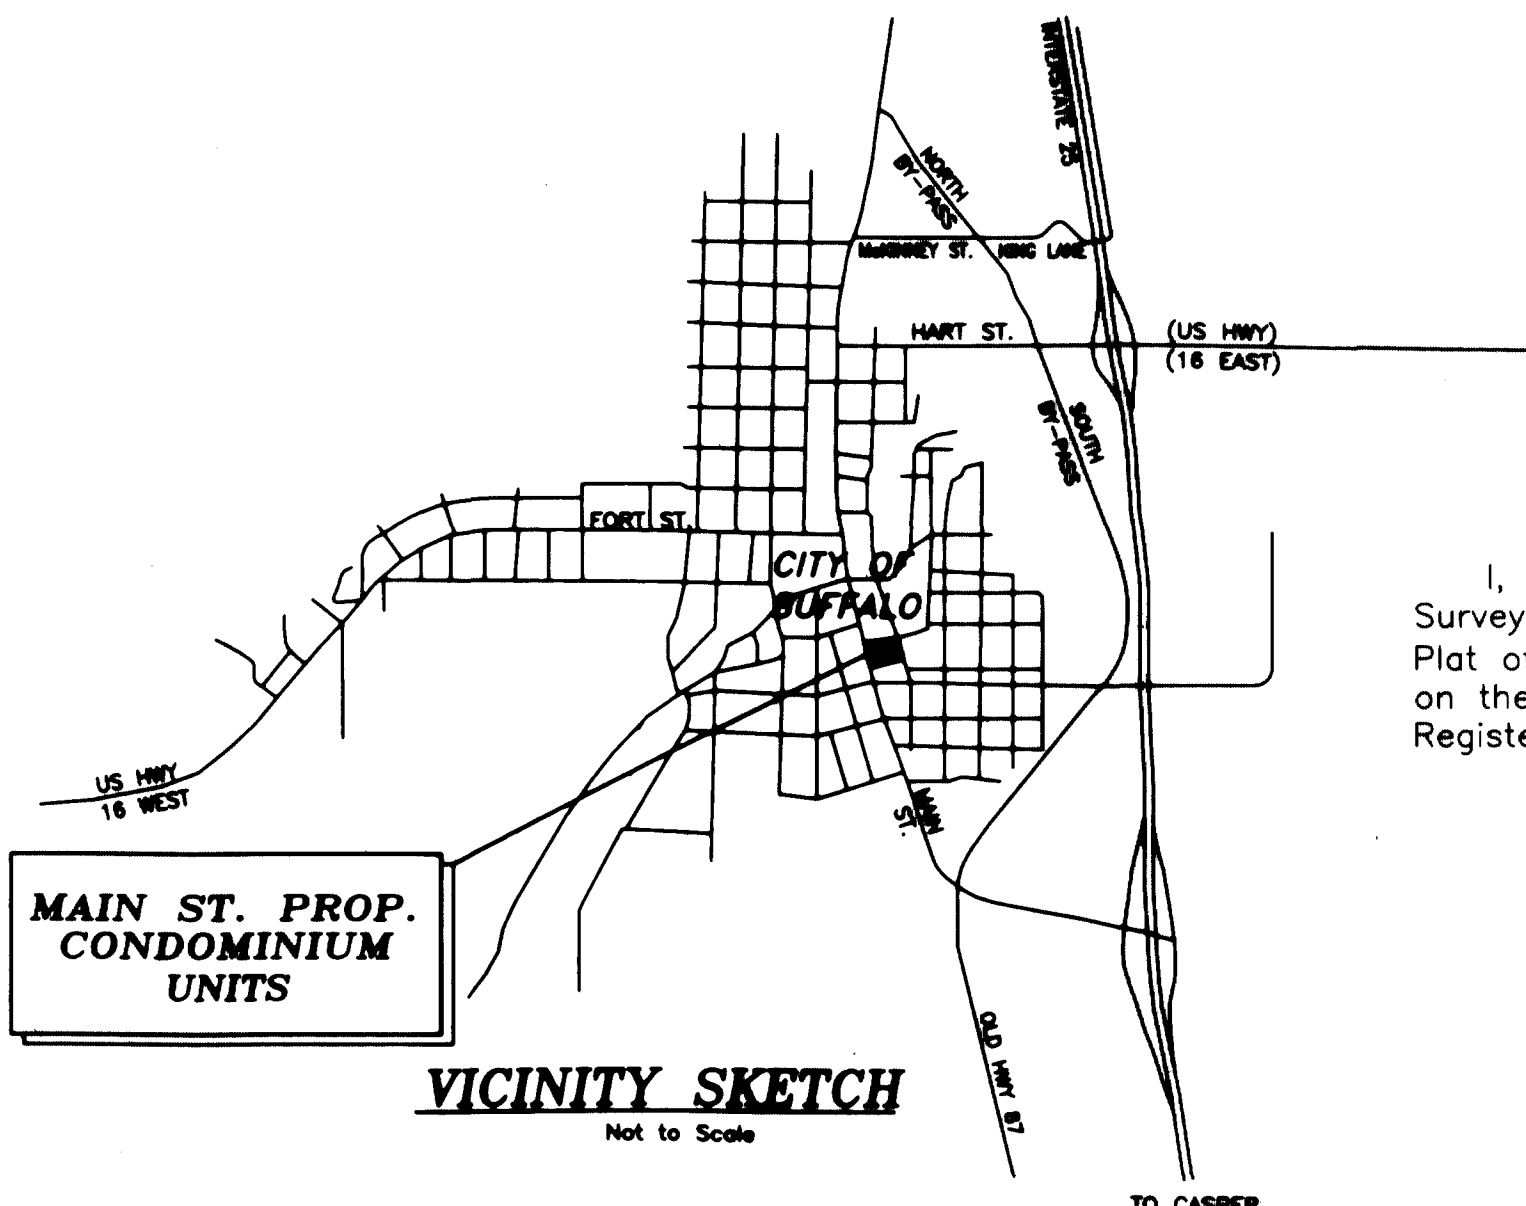 INTERSTATE 25
NORTH
BY-PASS
McKINNEY ST.
KING LANE
HART ST.
(US HWY)
(16 EAST)
SOUTH
BY-PASS
FORT ST.
CITY OF
BUFFALO
I,
Survey
Plat of
on the
Registe
US HWY
16 WEST
MAIN
ST.
MAIN ST. PROP.
CONDOMINIUM
UNITS
OLD HWY 87
VICINITY SKETCH
Not to Scale
TO CASPER